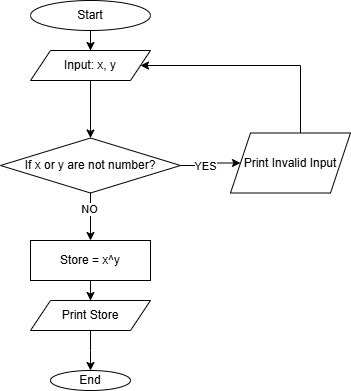 Start
Input: x, y
If x or y are not number?
YES
Print Invalid Input
NO
Store = x^y
Print Store
End